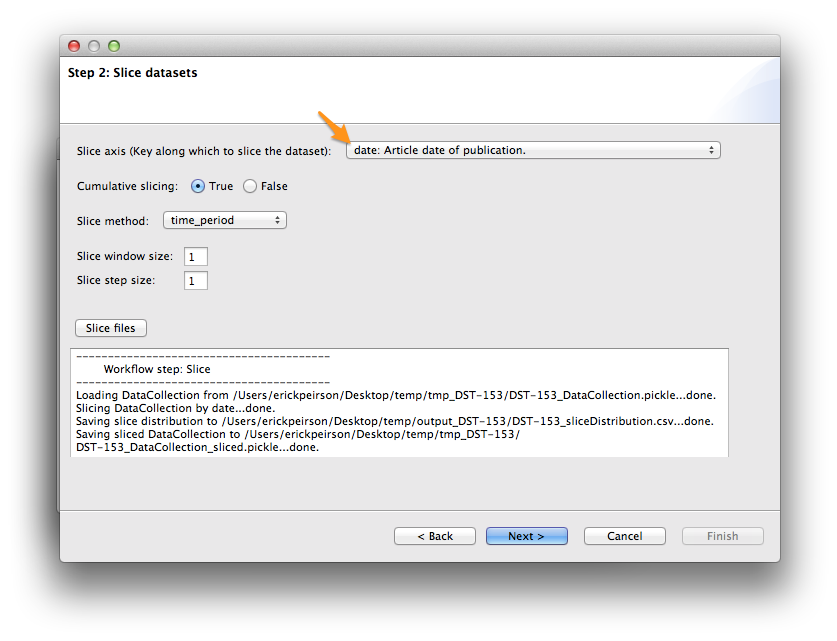 Step 2: Slice datasets
Slice axis (Key along which to slice the dataset): date: Article date of publication.
Cumulative slicing: True False
Slice method: time_period
Slice window size: 1
Slice step size: 1
Slice files
----------------------------------------
Workflow step: Slice
----------------------------------------
Loading DataCollection from /Users/erickpeirson/Desktop/temp/tmp_DST-153/DST-153_DataCollection.pickle...done.
Slicing DataCollection by date...done.
Saving slice distribution to /Users/erickpeirson/Desktop/temp/output_DST-153/DST-153_sliceDistribution.csv...done.
Saving sliced DataCollection to /Users/erickpeirson/Desktop/temp/tmp_DST-153/
DST-153_DataCollection_sliced.pickle...done.
< Back Next > Cancel Finish